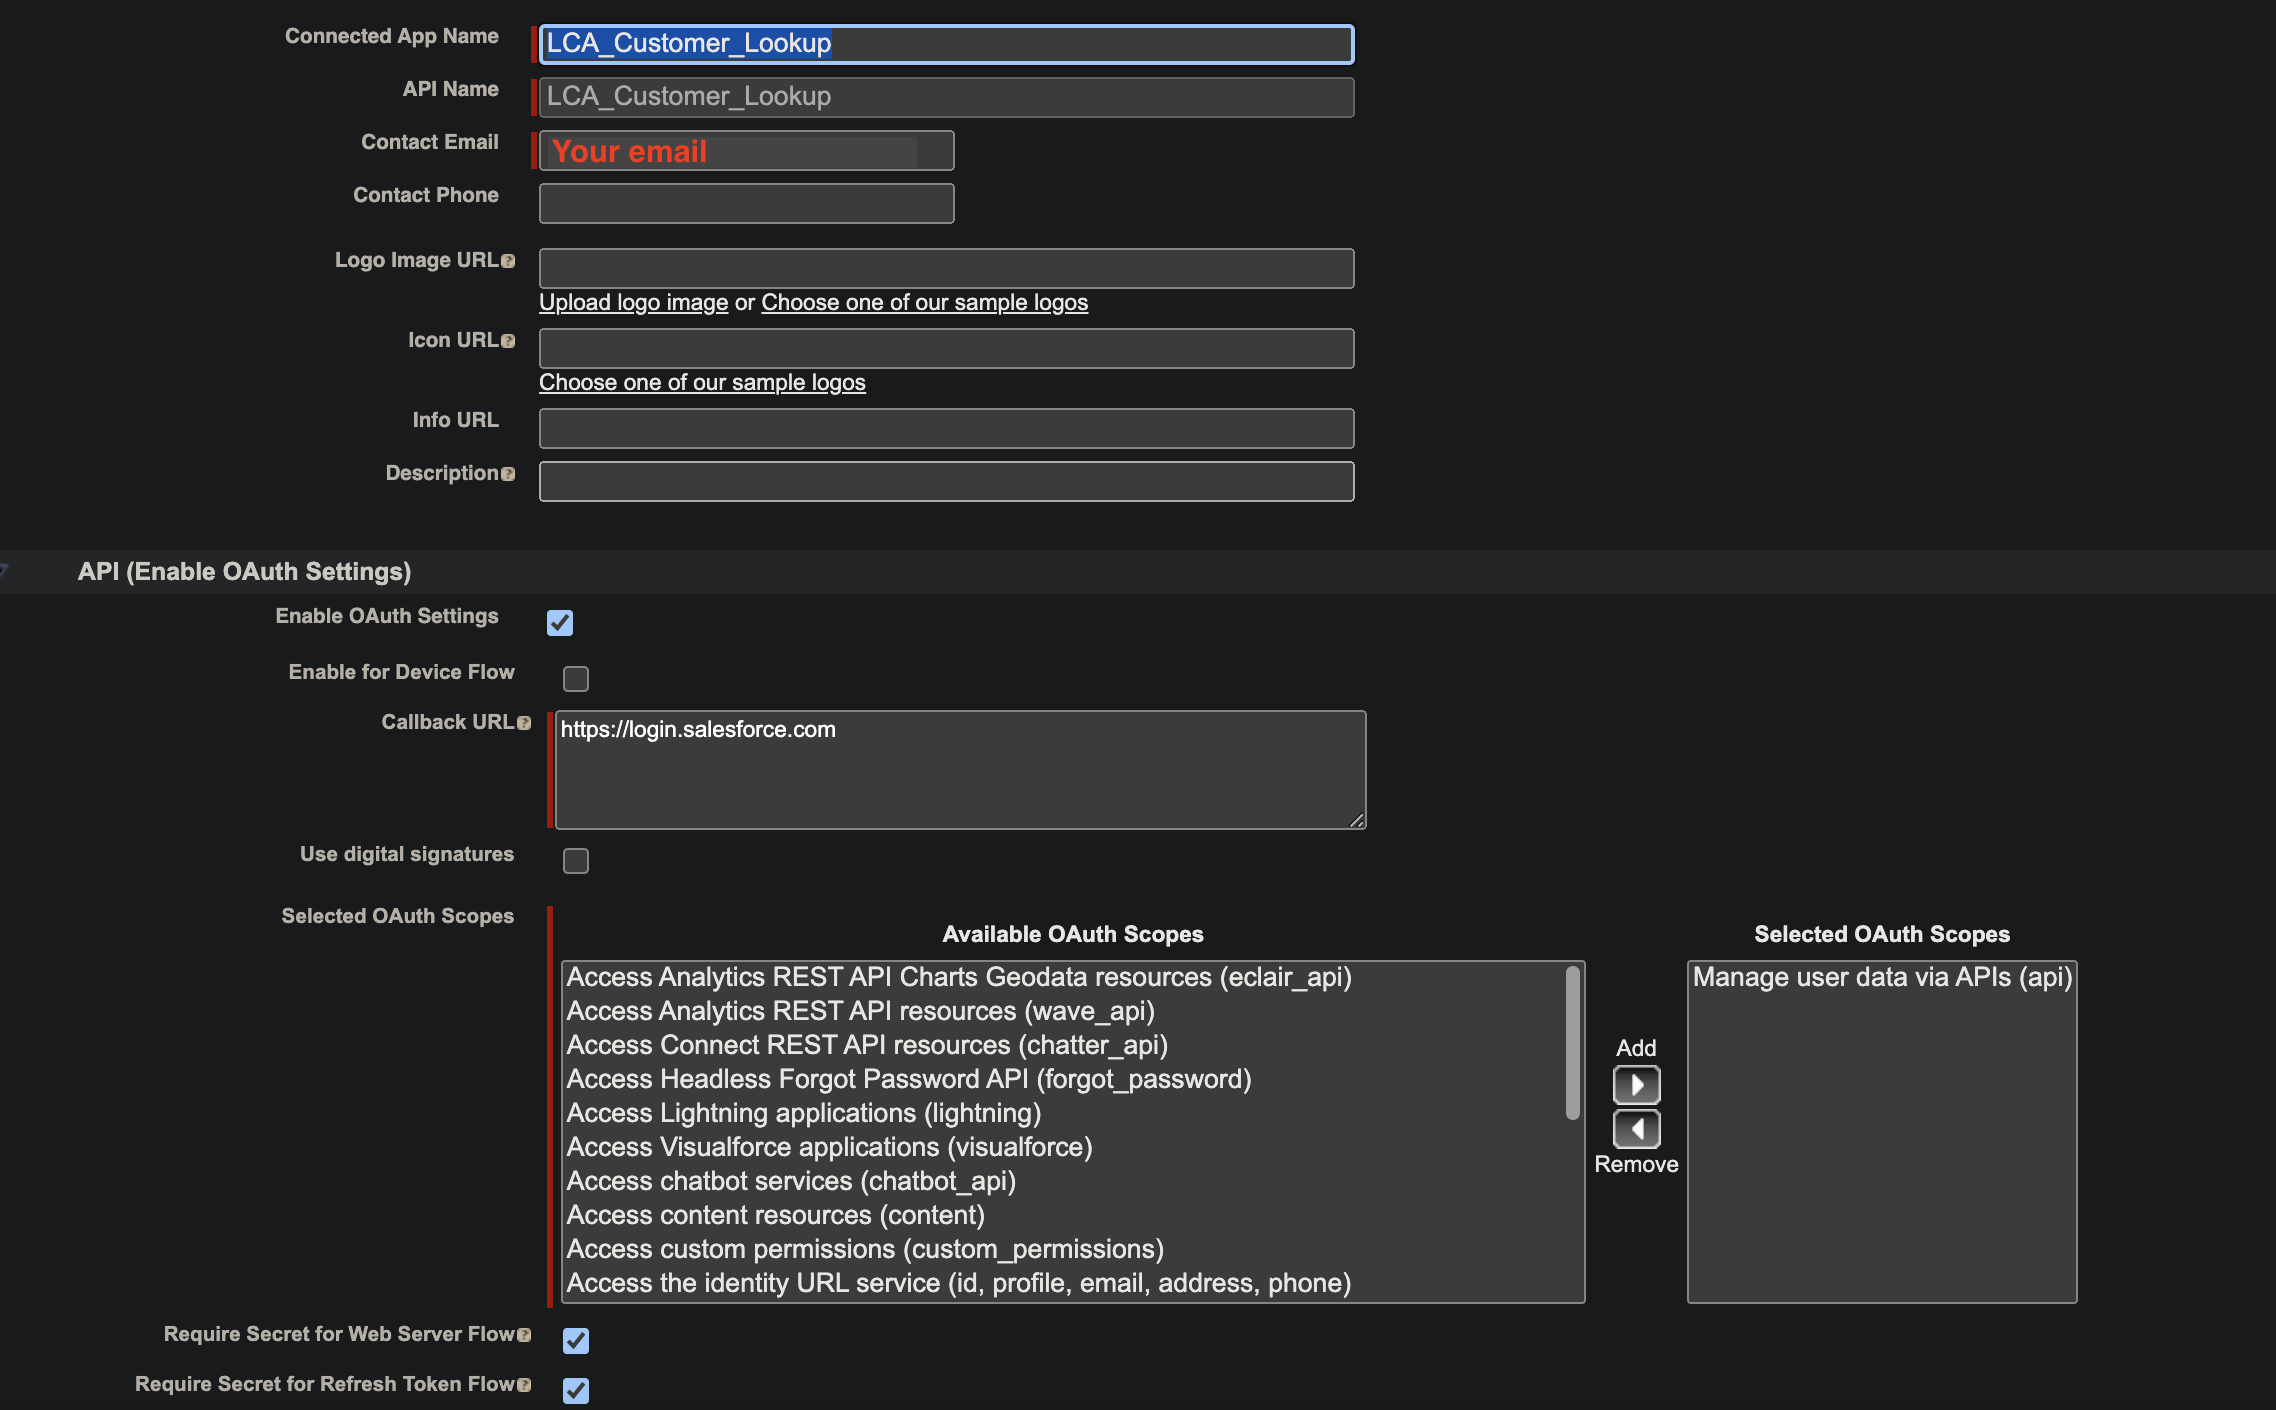 Connected App Name LCA_Customer_Lookup
API Name LCA_Customer_Lookup
Contact Email Your email
Contact Phone
Logo Image URL
Upload logo image or Choose one of our sample logos
Icon URL
Choose one of our sample logos
Info URL
Description
API (Enable OAuth Settings)
Enable OAuth Settings
Enable for Device Flow
Callback URL https://login.salesforce.com
Use digital signatures
Selected OAuth Scopes
Available OAuth Scopes
Access Analytics REST API Charts Geodata resources (eclair_api)
Access Analytics REST API resources (wave_api)
Access Connect REST API resources (chatter_api)
Access Headless Forgot Password API (forgot_password)
Access Lightning applications (lightning)
Access Visualforce applications (visualforce)
Access chatbot services (chatbot_api)
Access content resources (content)
Access custom permissions (custom_permissions)
Access the identity URL service (id, profile, email, address, phone)
Add
Remove
Selected OAuth Scopes
Manage user data via APIs (api)
Require Secret for Web Server Flow
Require Secret for Refresh Token Flow